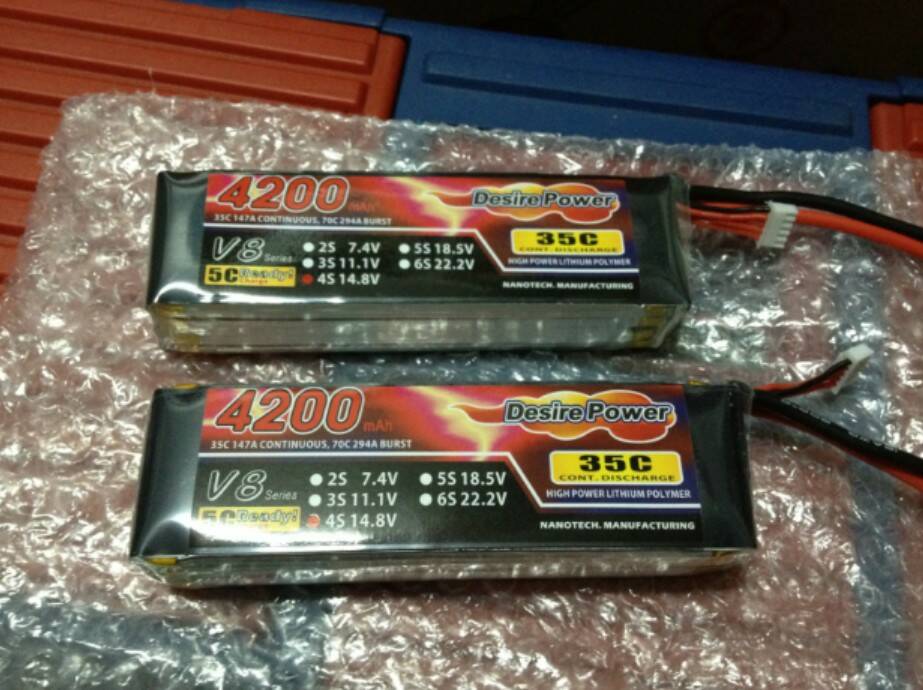 4200 mAh
Desire Power
35C 147A CONTINUOUS, 70C 294A BURST
V8 Series
2S 7.4V
5S 18.5V
3S 11.1V
6S 22.2V
4S 14.8V
5C Ready!
Charge
35C
CONT. DISCHARGE
HIGH POWER LITHIUM POLYMER
NANOTECH. MANUFACTURING
4200 mAh
Desire Power
35C 147A CONTINUOUS, 70C 294A BURST
V8 Series
2S 7.4V
5S 18.5V
3S 11.1V
6S 22.2V
4S 14.8V
5C Ready!
35C
CONT. DISCHARGE
HIGH POWER LITHIUM POLYMER
NANOTECH. MANUFACTURING